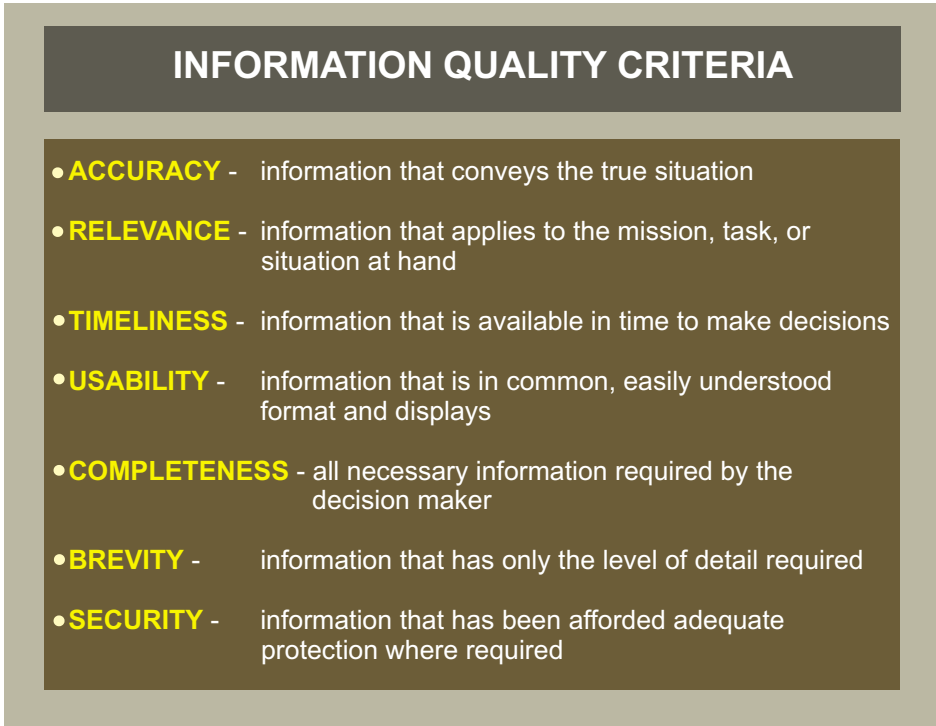 INFORMATION QUALITY CRITERIA
• ACCURACY - information that conveys the true situation
• RELEVANCE - information that applies to the mission, task, or
situation at hand
• TIMELINESS - information that is available in time to make decisions
• USABILITY - information that is in common, easily understood
format and displays
• COMPLETENESS - all necessary information required by the
decision maker
• BREVITY - information that has only the level of detail required
• SECURITY - information that has been afforded adequate
protection where required